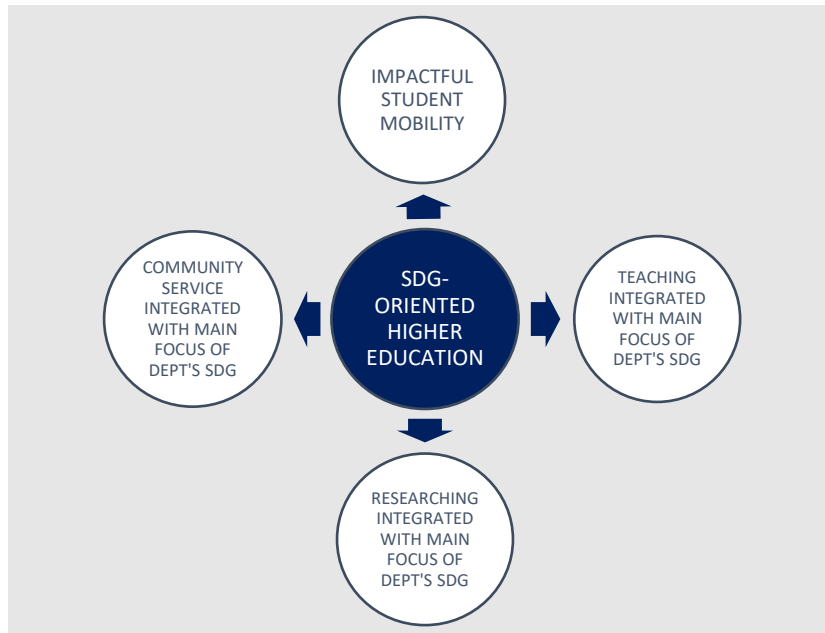 IMPACTFUL
STUDENT
MOBILITY
COMMUNITY
SERVICE
INTEGRATED
WITH MAIN
FOCUS OF
DEPT'S SDG
SDG-
ORIENTED
HIGHER
EDUCATION
TEACHING
INTEGRATED
WITH MAIN
FOCUS OF
DEPT'S SDG
RESEARCHING
INTEGRATED
WITH MAIN
FOCUS OF
DEPT'S SDG